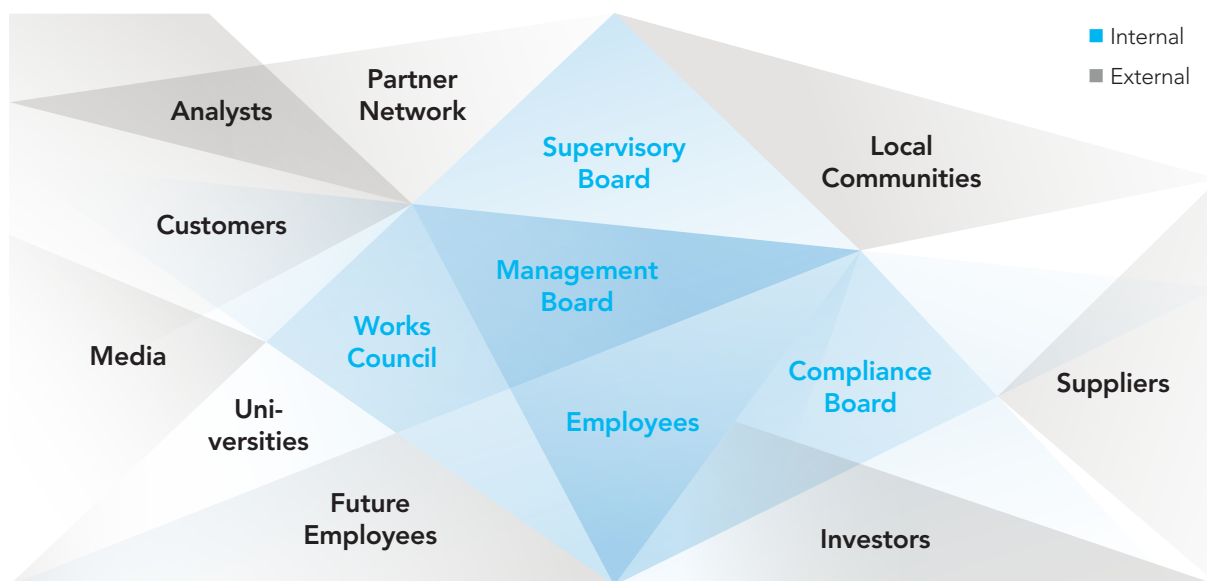 Internal
External
Partner
Network
Analysts
Supervisory
Board
Local
Communities
Customers
Management
Board
Works
Council
Media
Compliance
Board
Suppliers
Uni-
versities
Employees
Future
Employees
Investors